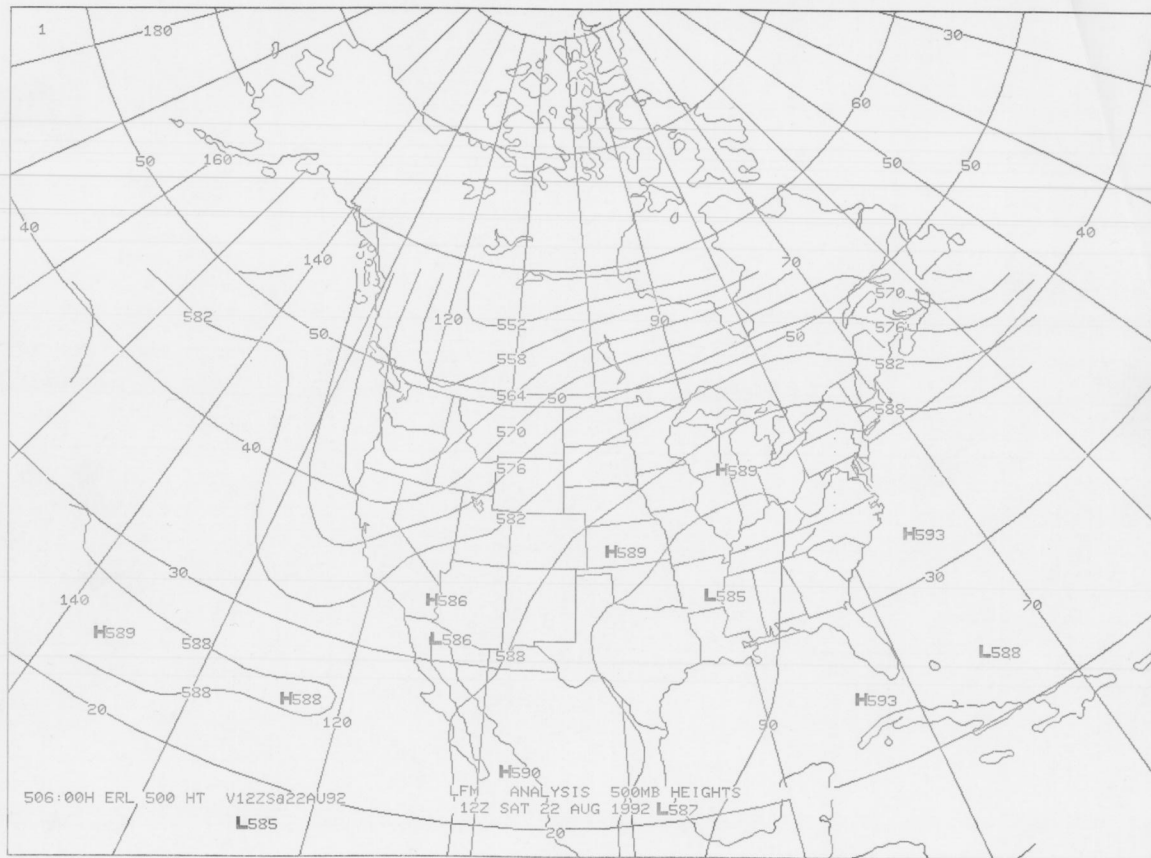 1
180
30
60
50
160
50
50
40
40
140
70
570
582
120
552
90
576
50
50
558
582
564
50
588
570
40
H589
576
582
H593
H589
30
30
140
H586
L585
70
H589
L586
588
588
L588
588
H588
H593
20
120
90
H590
506:00H ERL 500 HT V12ZSa22AU92
LFM ANALYSIS 500MB HEIGHTS
12Z SAT 22 AUG 1992
L587
L585
20